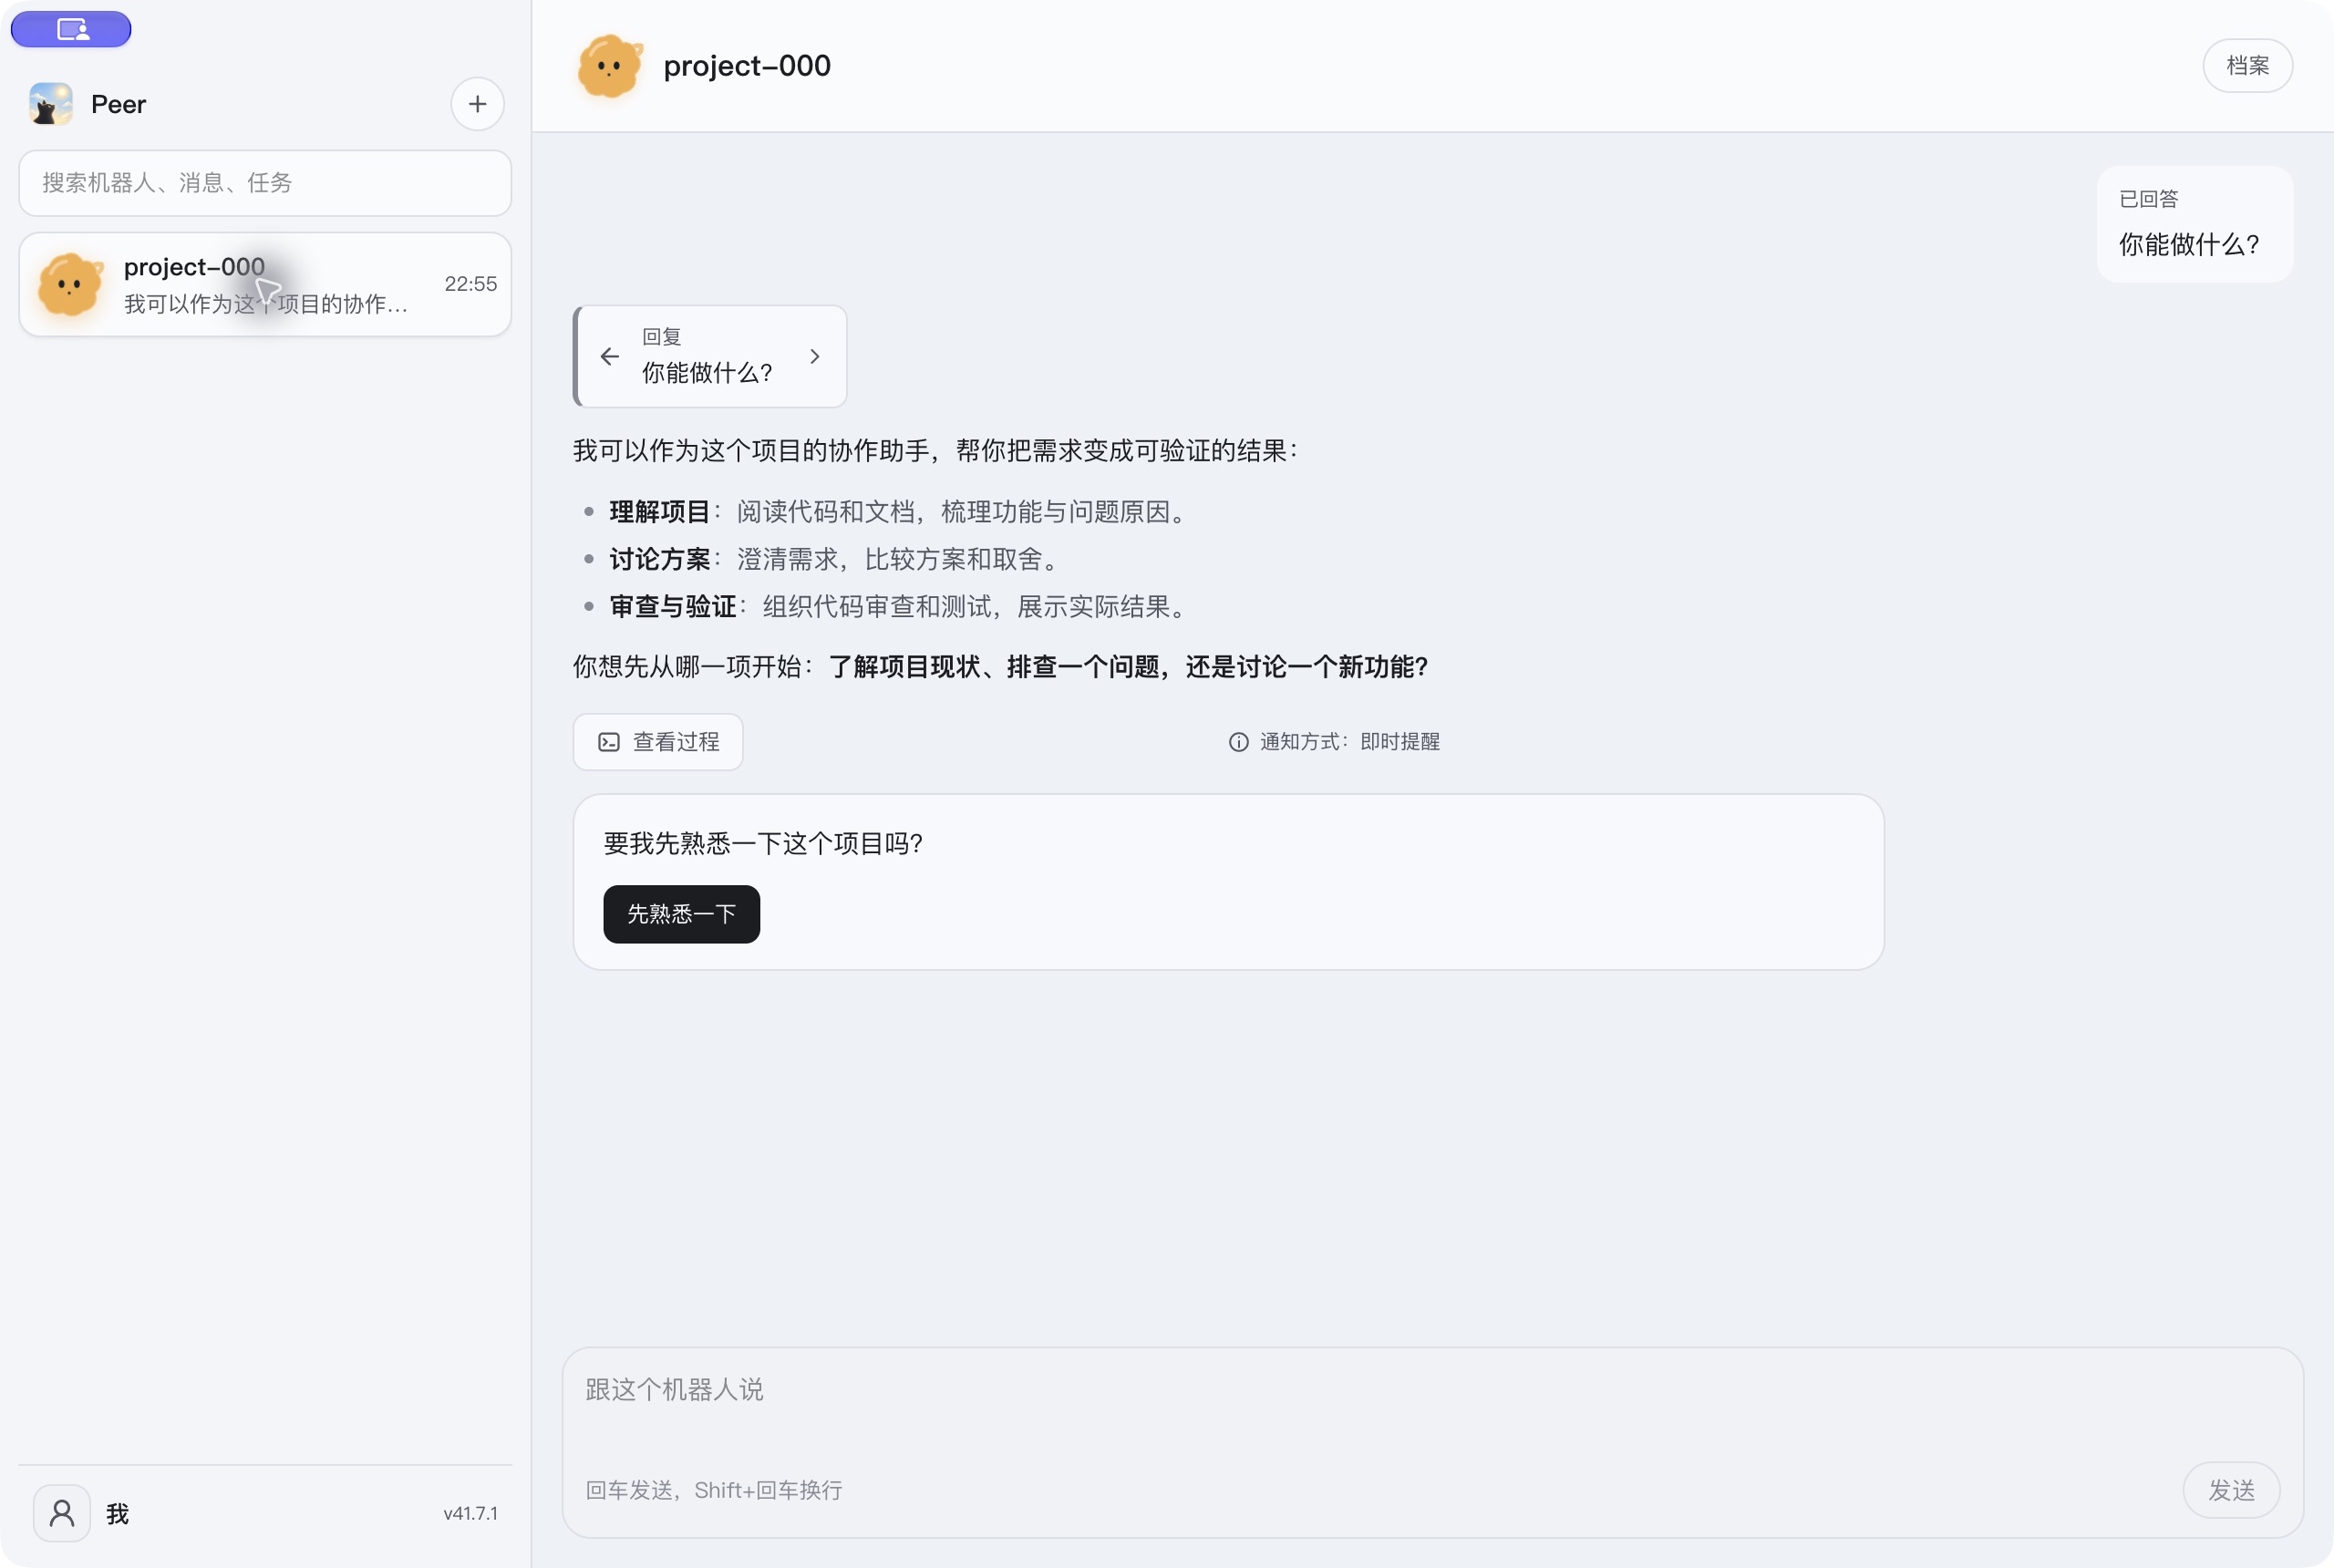 Peer
搜索机器人、消息、任务
project-000
22:55
我可以作为这个项目的协作...
我
v41.7.1
project-000
档案
已回答
你能做什么？
回复
你能做什么？
我可以作为这个项目的协作助手，帮你把需求变成可验证的结果：
理解项目：阅读代码和文档，梳理功能与问题原因。
讨论方案：澄清需求，比较方案和取舍。
审查与验证：组织代码审查和测试，展示实际结果。
你想先从哪一项开始：了解项目现状、排查一个问题，还是讨论一个新功能？
查看过程
通知方式：即时提醒
要我先熟悉一下这个项目吗？
先熟悉一下
跟这个机器人说
回车发送，Shift+回车换行
发送